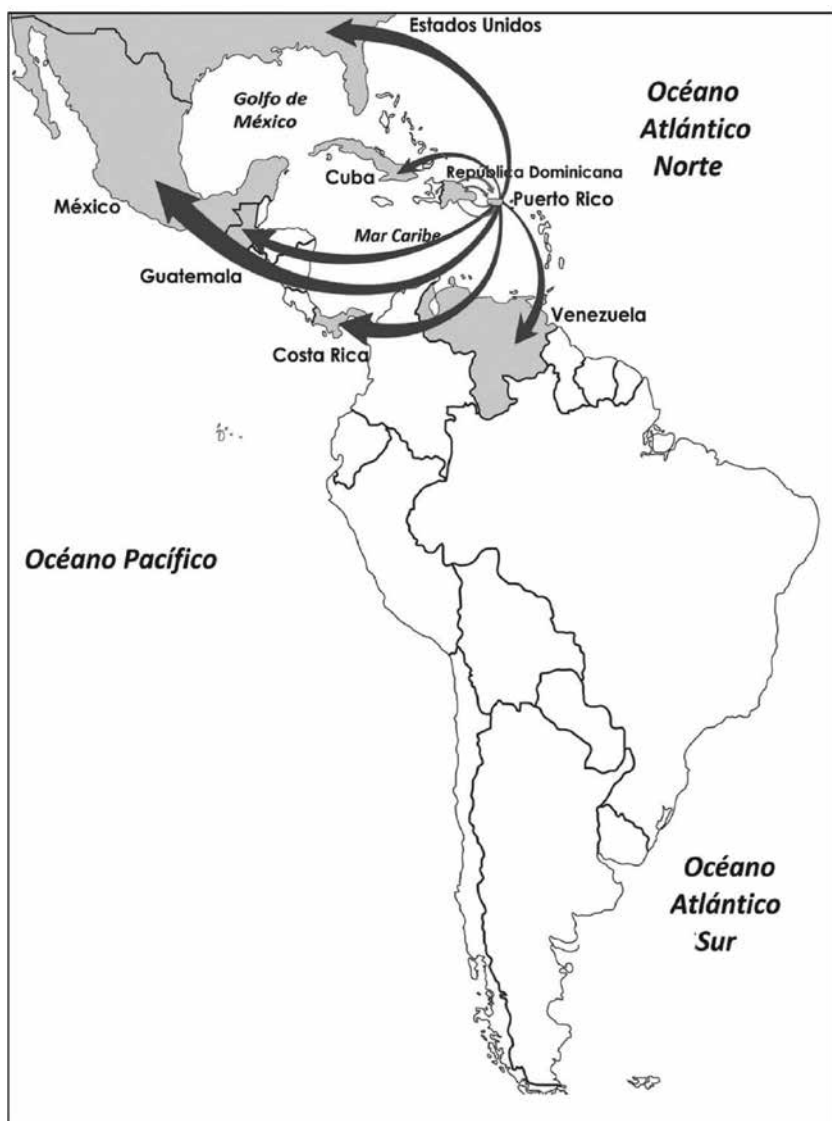 Estados Unidos
Golfo de
México
Océano
Atlántico
Norte
República Dominicana
Cuba
Puerto Rico
México
Mar Caribe
Guatemala
Venezuela
Costa Rica
Océano Pacífico
Océano
Atlántico
Sur